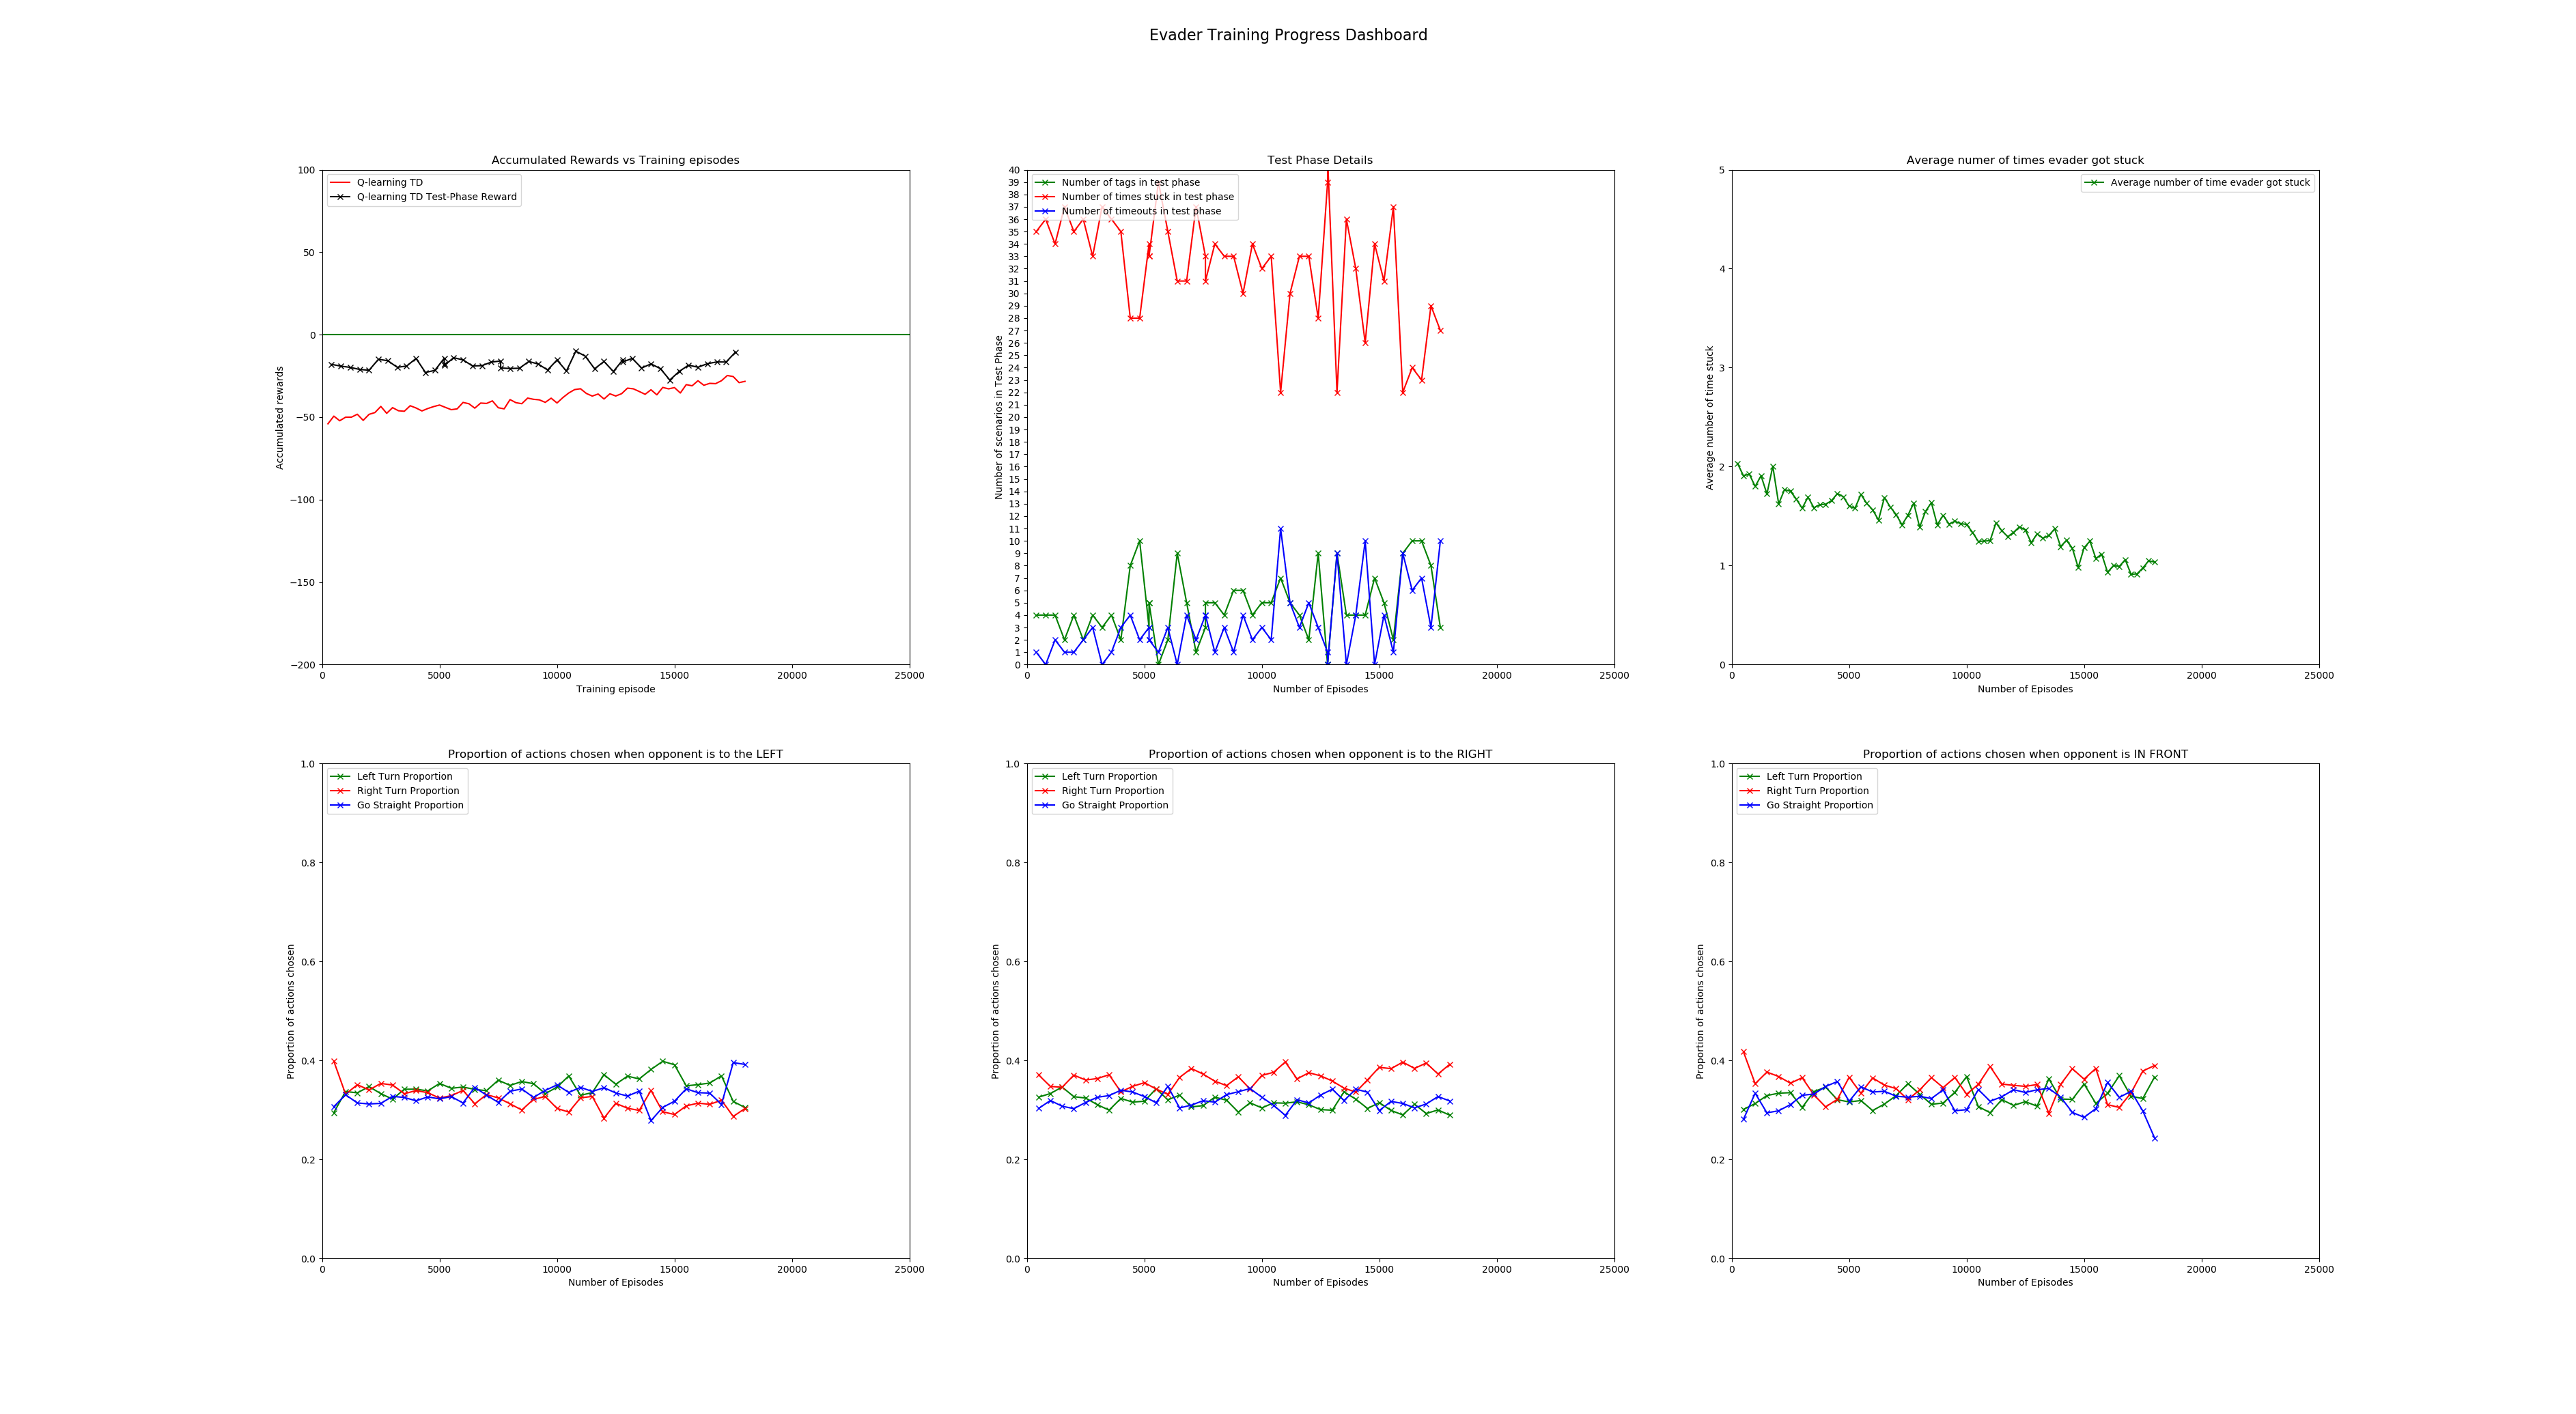 Evader Training Progress Dashboard
Accumulated Rewards vs Training episodes
Q-learning TD
Q-learning TD Test-Phase Reward
100
50
0
−50
−100
−150
−200
Accumulated rewards
0 5000 10000 15000 20000 25000
Training episode
Test Phase Details
Number of tags in test phase
Number of times stuck in test phase
Number of timeouts in test phase
40
39
38
37
36
35
34
33
32
31
30
29
28
27
26
25
24
23
22
21
20
19
18
17
16
15
14
13
12
11
10
9
8
7
6
5
4
3
2
1
0
Number of scenarios in Test Phase
0 5000 10000 15000 20000 25000
Number of Episodes
Average numer of times evader got stuck
Average number of time evader got stuck
5
4
3
2
1
0
Average number of time stuck
0 5000 10000 15000 20000 25000
Number of Episodes
Proportion of actions chosen when opponent is to the LEFT
Left Turn Proportion
Right Turn Proportion
Go Straight Proportion
1.0
0.8
0.6
0.4
0.2
0.0
Proportion of actions chosen
0 5000 10000 15000 20000 25000
Number of Episodes
Proportion of actions chosen when opponent is to the RIGHT
Left Turn Proportion
Right Turn Proportion
Go Straight Proportion
1.0
0.8
0.6
0.4
0.2
0.0
Proportion of actions chosen
0 5000 10000 15000 20000 25000
Number of Episodes
Proportion of actions chosen when opponent is IN FRONT
Left Turn Proportion
Right Turn Proportion
Go Straight Proportion
1.0
0.8
0.6
0.4
0.2
0.0
Proportion of actions chosen
0 5000 10000 15000 20000 25000
Number of Episodes